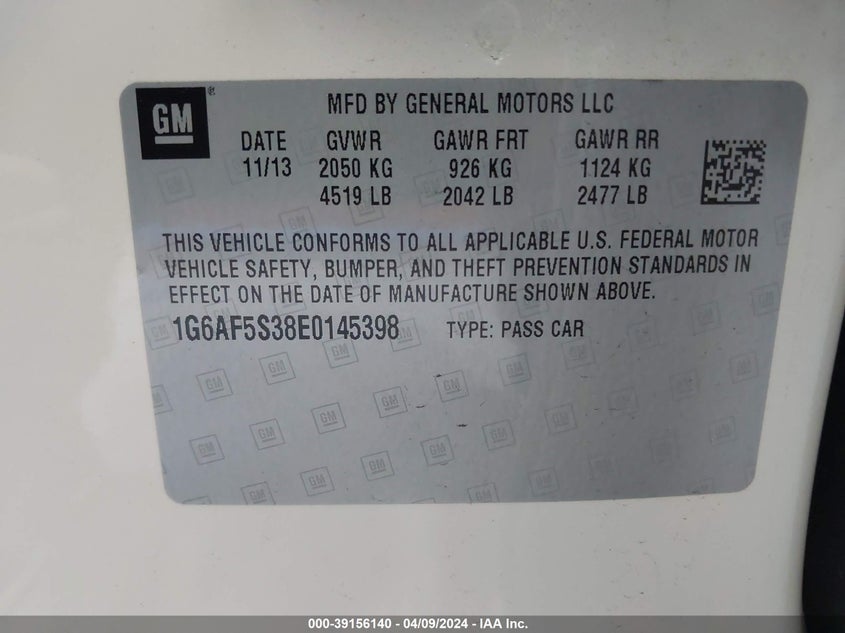 GM ®
MFD BY GENERAL MOTORS LLC
DATE GVWR GAWR FRT GAWR RR
11/13 2050 KG 926 KG 1124 KG
4519 LB 2042 LB 2477 LB
THIS VEHICLE CONFORMS TO ALL APPLICABLE U.S. FEDERAL MOTOR
VEHICLE SAFETY, BUMPER, AND THEFT PREVENTION STANDARDS IN
EFFECT ON THE DATE OF MANUFACTURE SHOWN ABOVE.
1G6AF5S38E0145398 TYPE: PASS CAR
000-39156140 - 04/09/2024 - IAA Inc.